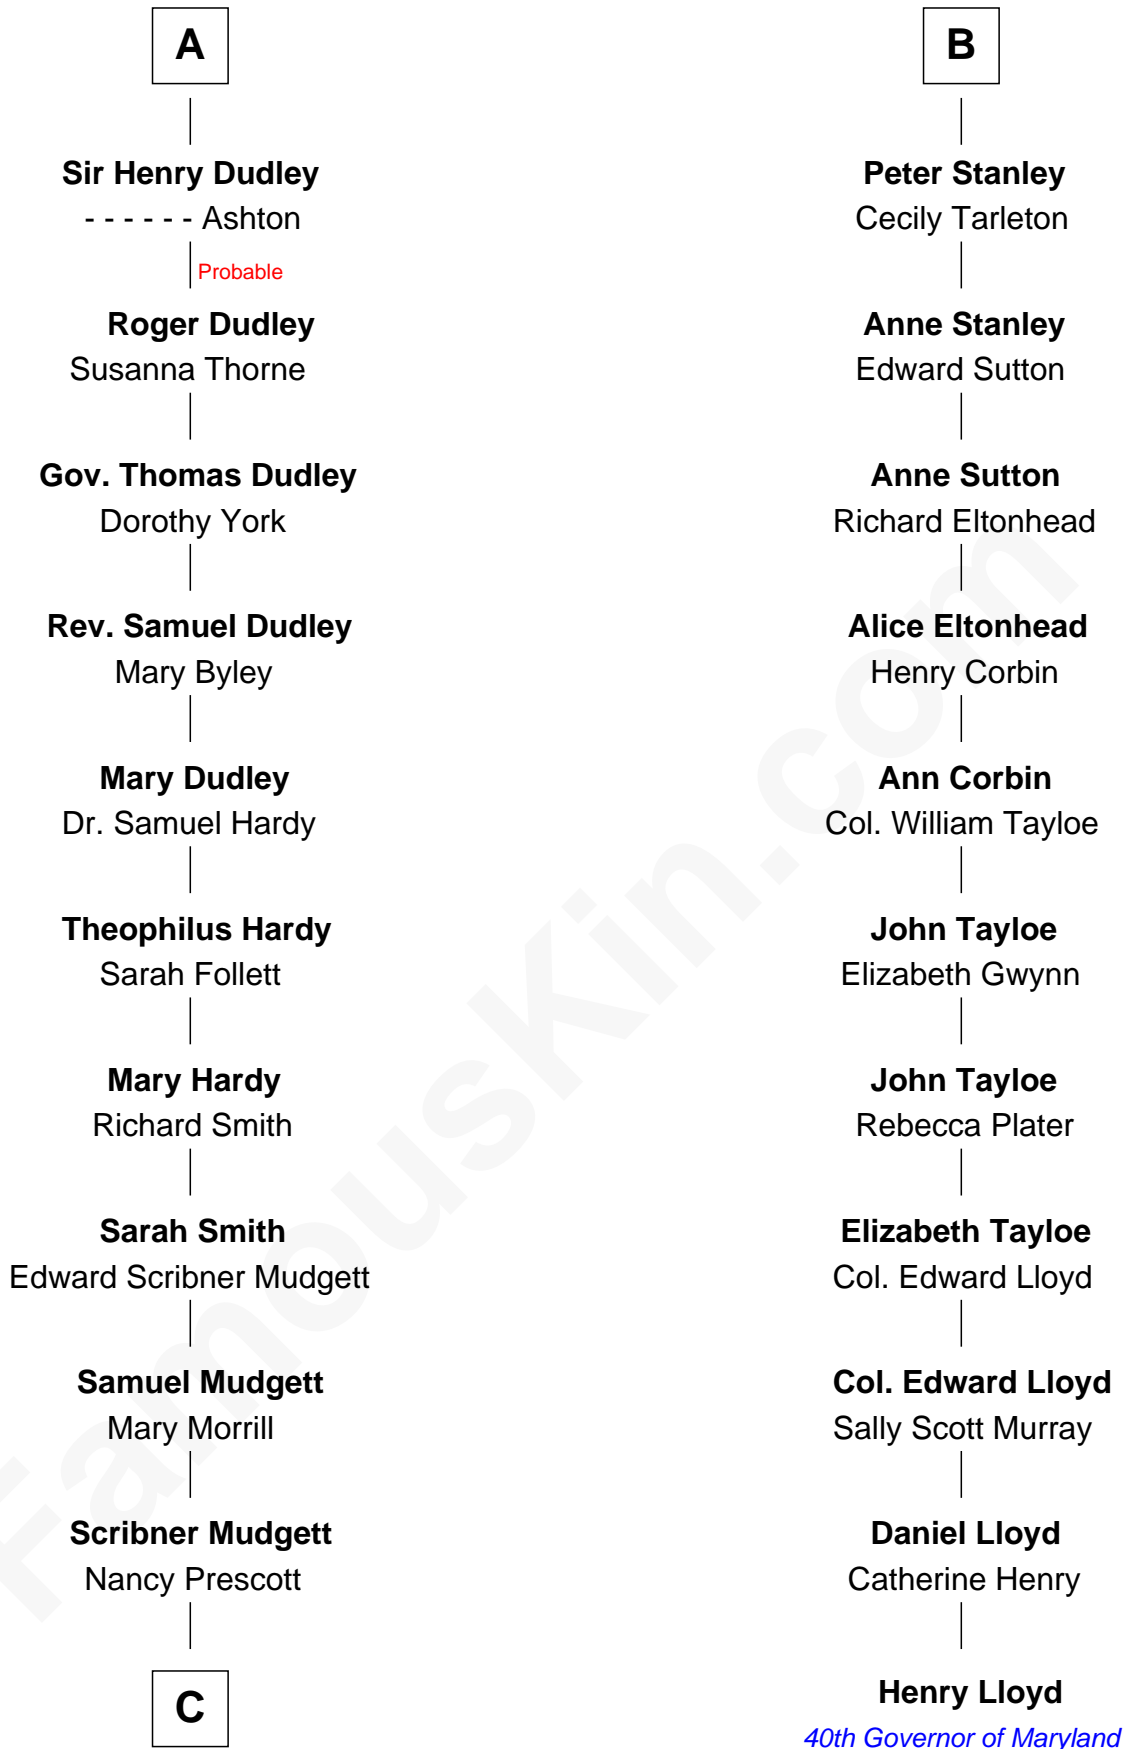 A
Sir Henry Dudley
- - - - - - Ashton
Probable
Roger Dudley
Susanna Thorne
Gov. Thomas Dudley
Dorothy York
Rev. Samuel Dudley
Mary Byley
Mary Dudley
Dr. Samuel Hardy
Theophilus Hardy
Sarah Follett
Mary Hardy
Richard Smith
Sarah Smith
Edward Scribner Mudgett
Samuel Mudgett
Mary Morrill
Scribner Mudgett
Nancy Prescott
C
B
Peter Stanley
Cecily Tarleton
Anne Stanley
Edward Sutton
Anne Sutton
Richard Eltonhead
Alice Eltonhead
Henry Corbin
Ann Corbin
Col. William Tayloe
John Tayloe
Elizabeth Gwynn
John Tayloe
Rebecca Plater
Elizabeth Tayloe
Col. Edward Lloyd
Col. Edward Lloyd
Sally Scott Murray
Daniel Lloyd
Catherine Henry
Henry Lloyd
40th Governor of Maryland
FamousKin.com